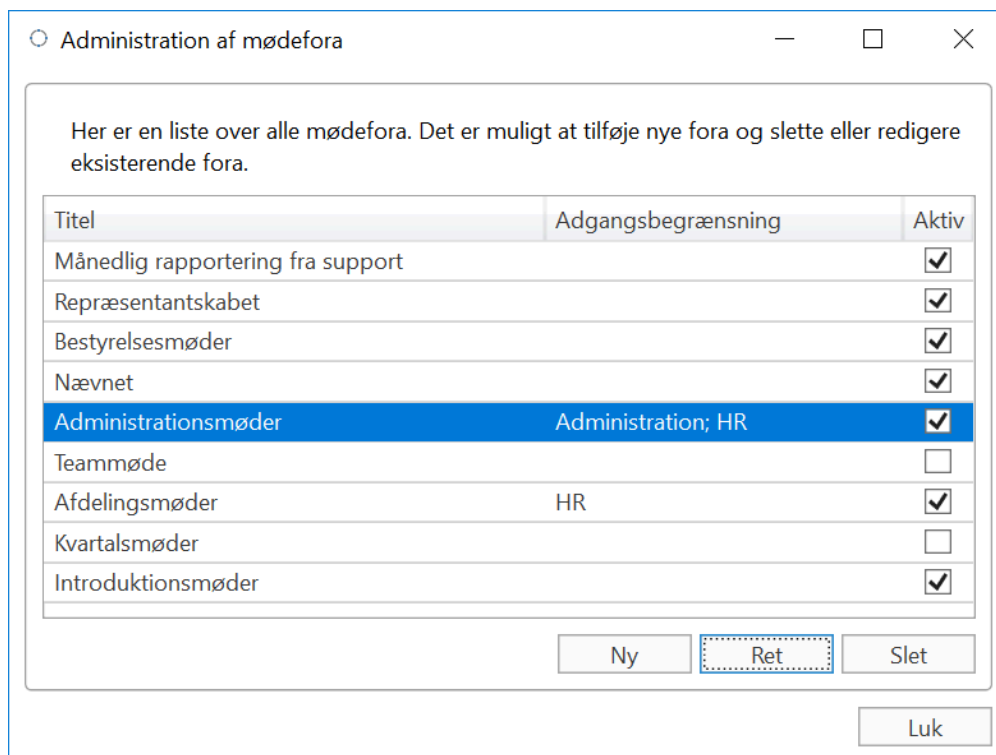 Administration af mødefora
Her er en liste over alle mødefora. Det er muligt at tilføje nye fora og slette eller redigere
eksisterende fora.
Titel Adgangsbegrænsning Aktiv
Månedlig rapportering fra support
Repræsentantskabet
Bestyrelsesmøder
Nævnet
Administrationsmøder Administration; HR
Teammøde
Afdelingsmøder HR
Kvartalsmøder
Introduktionsmøder
Ny Ret Slet
Luk